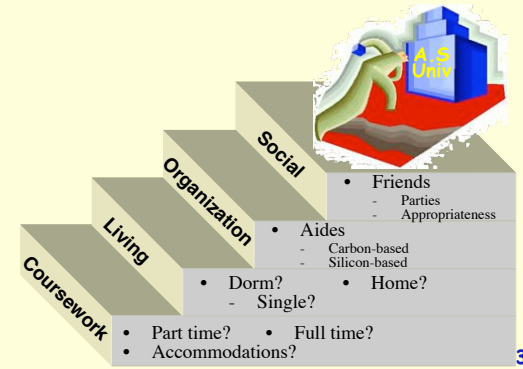 A.S
Univ
Social
• Friends
- Parties
- Appropriateness
Organization
• Aides
- Carbon-based
- Silicon-based
Living
• Dorm? • Home?
- Single?
Coursework
• Part time? • Full time?
• Accommodations?
3